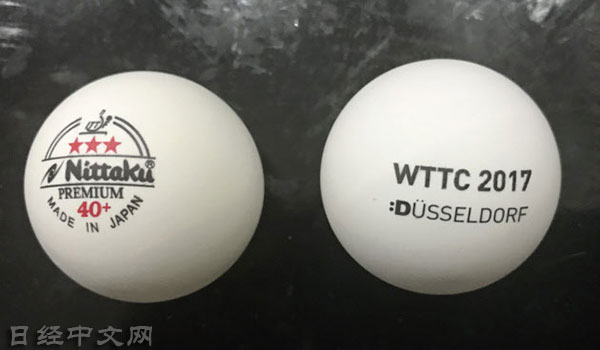 ★★★
Nittaku®
PREMIUM
40+
MADE IN JAPAN
WTTC 2017
:DÜSSELDORF
日经中文网